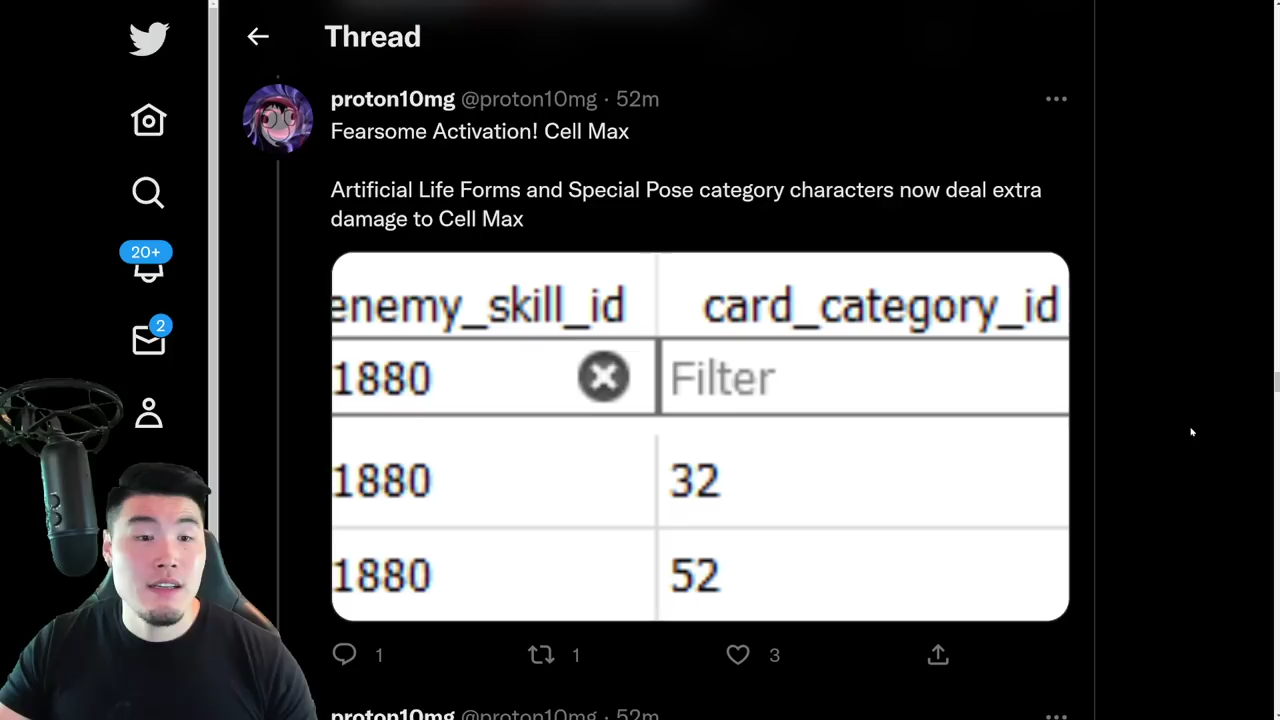 Thread
proton10mg @proton10mg · 52m
Fearsome Activation! Cell Max
Artificial Life Forms and Special Pose category characters now deal extra
damage to Cell Max
20+
2
enemy_skill_id card_category_id
1880 Filter
1880 32
1880 52
1 1 3
proton10mg @proton10mg · 52m